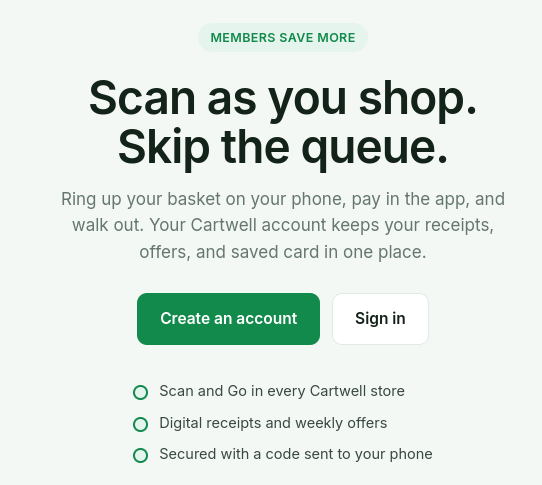 MEMBERS SAVE MORE
Scan as you shop.
Skip the queue.
Ring up your basket on your phone, pay in the app, and
walk out. Your Cartwell account keeps your receipts,
offers, and saved card in one place.
Create an account
Sign in
Scan and Go in every Cartwell store
Digital receipts and weekly offers
Secured with a code sent to your phone